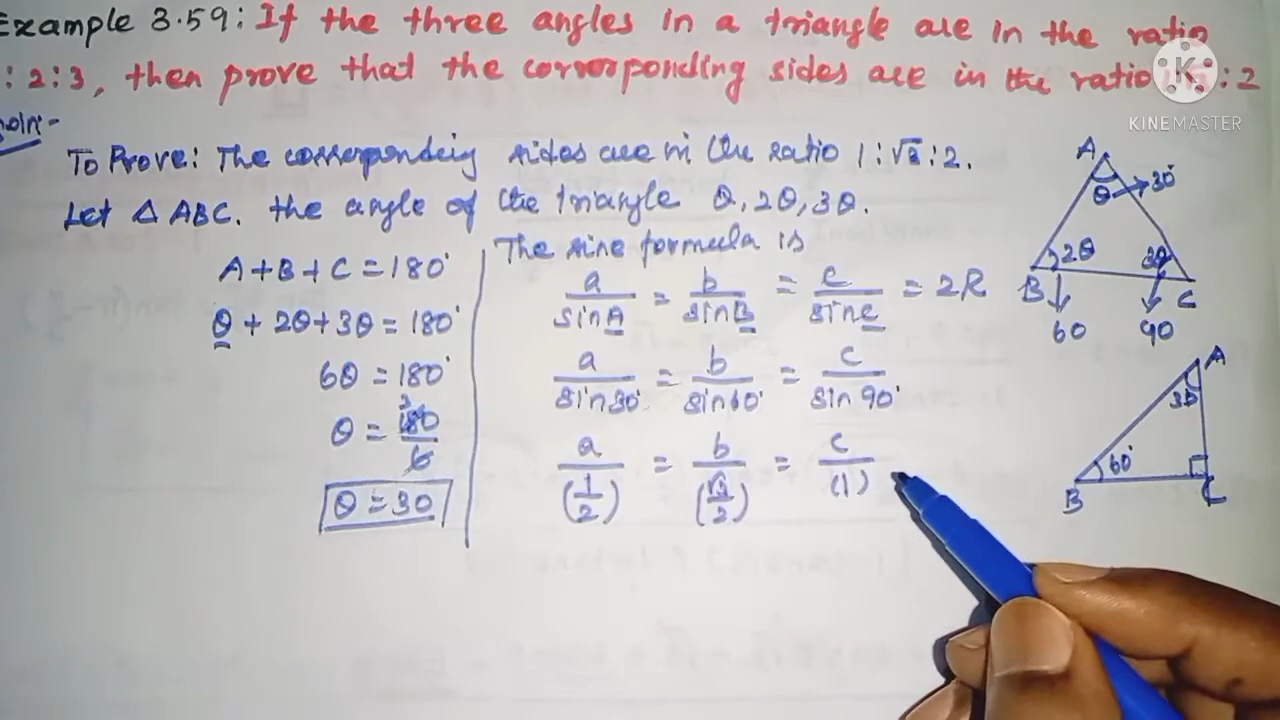 Example 3.59: If the three angles in a triangle are in the ratio
: 2 : 3, then prove that the corresponding sides are in the ratio : 2
Soln:-
To Prove: The corresponding sides are in the ratio 1 : √3 : 2.
Let △ ABC. the angle of the triangle θ, 2θ, 3θ.
A + B + C = 180°
θ + 2θ + 3θ = 180°
6θ = 180°
θ = 180/6
3
θ = 30
The sine formula is
a/sinA = b/sinB = c/sinC = 2R
a/sin30° = b/sin60° = c/sin90°
a/(1/2) = b/(√3/2) = c/(1)
A
θ → 30°
2θ 3θ
B C
60 90
A
30
60°
B C
K
KINEMASTER